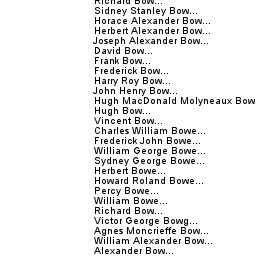 Richard Bow...
Sidney Stanley Bow...
Horace Alexander Bow...
Herbert Alexander Bow...
Joseph Alexander Bow...
David Bow...
Frank Bow...
Frederick Bow...
Harry Roy Bow...
John Henry Bow...
Hugh MacDonald Molyneaux Bow
Hugh Bow...
Vincent Bow...
Charles William Bowe...
Frederick John Bowe...
William George Bowe...
Sydney George Bowe...
Herbert Bowe...
Howard Roland Bowe...
Percy Bowe...
William Bowe...
Richard Bow...
Victor George Bowg...
Agnes Moncrieffe Bow...
William Alexander Bow...
Alexander Bow...